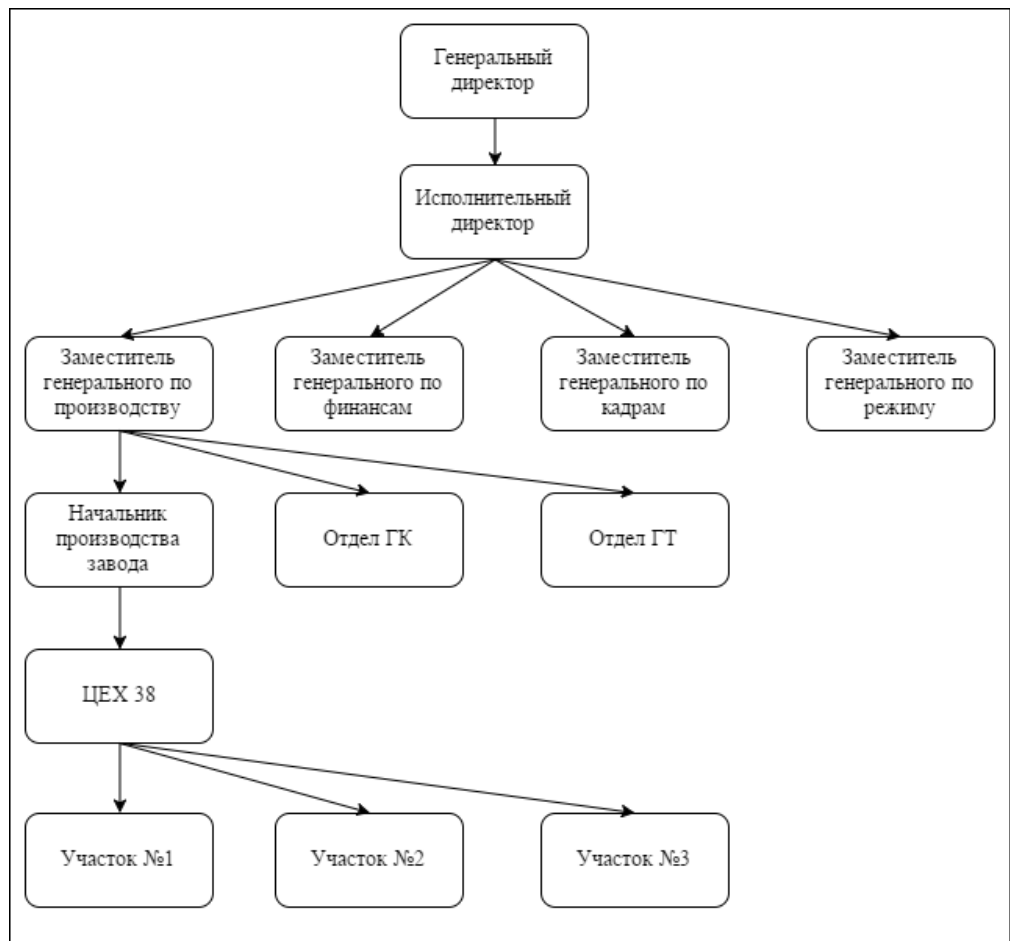 Генеральный
директор
Исполнительный
директор
Заместитель
генерального по
производству
Заместитель
генерального по
финансам
Заместитель
генерального по
кадрам
Заместитель
генерального по
режиму
Начальник
производства
завода
Отдел ГК
Отдел ГТ
ЦЕХ 38
Участок №1
Участок №2
Участок №3